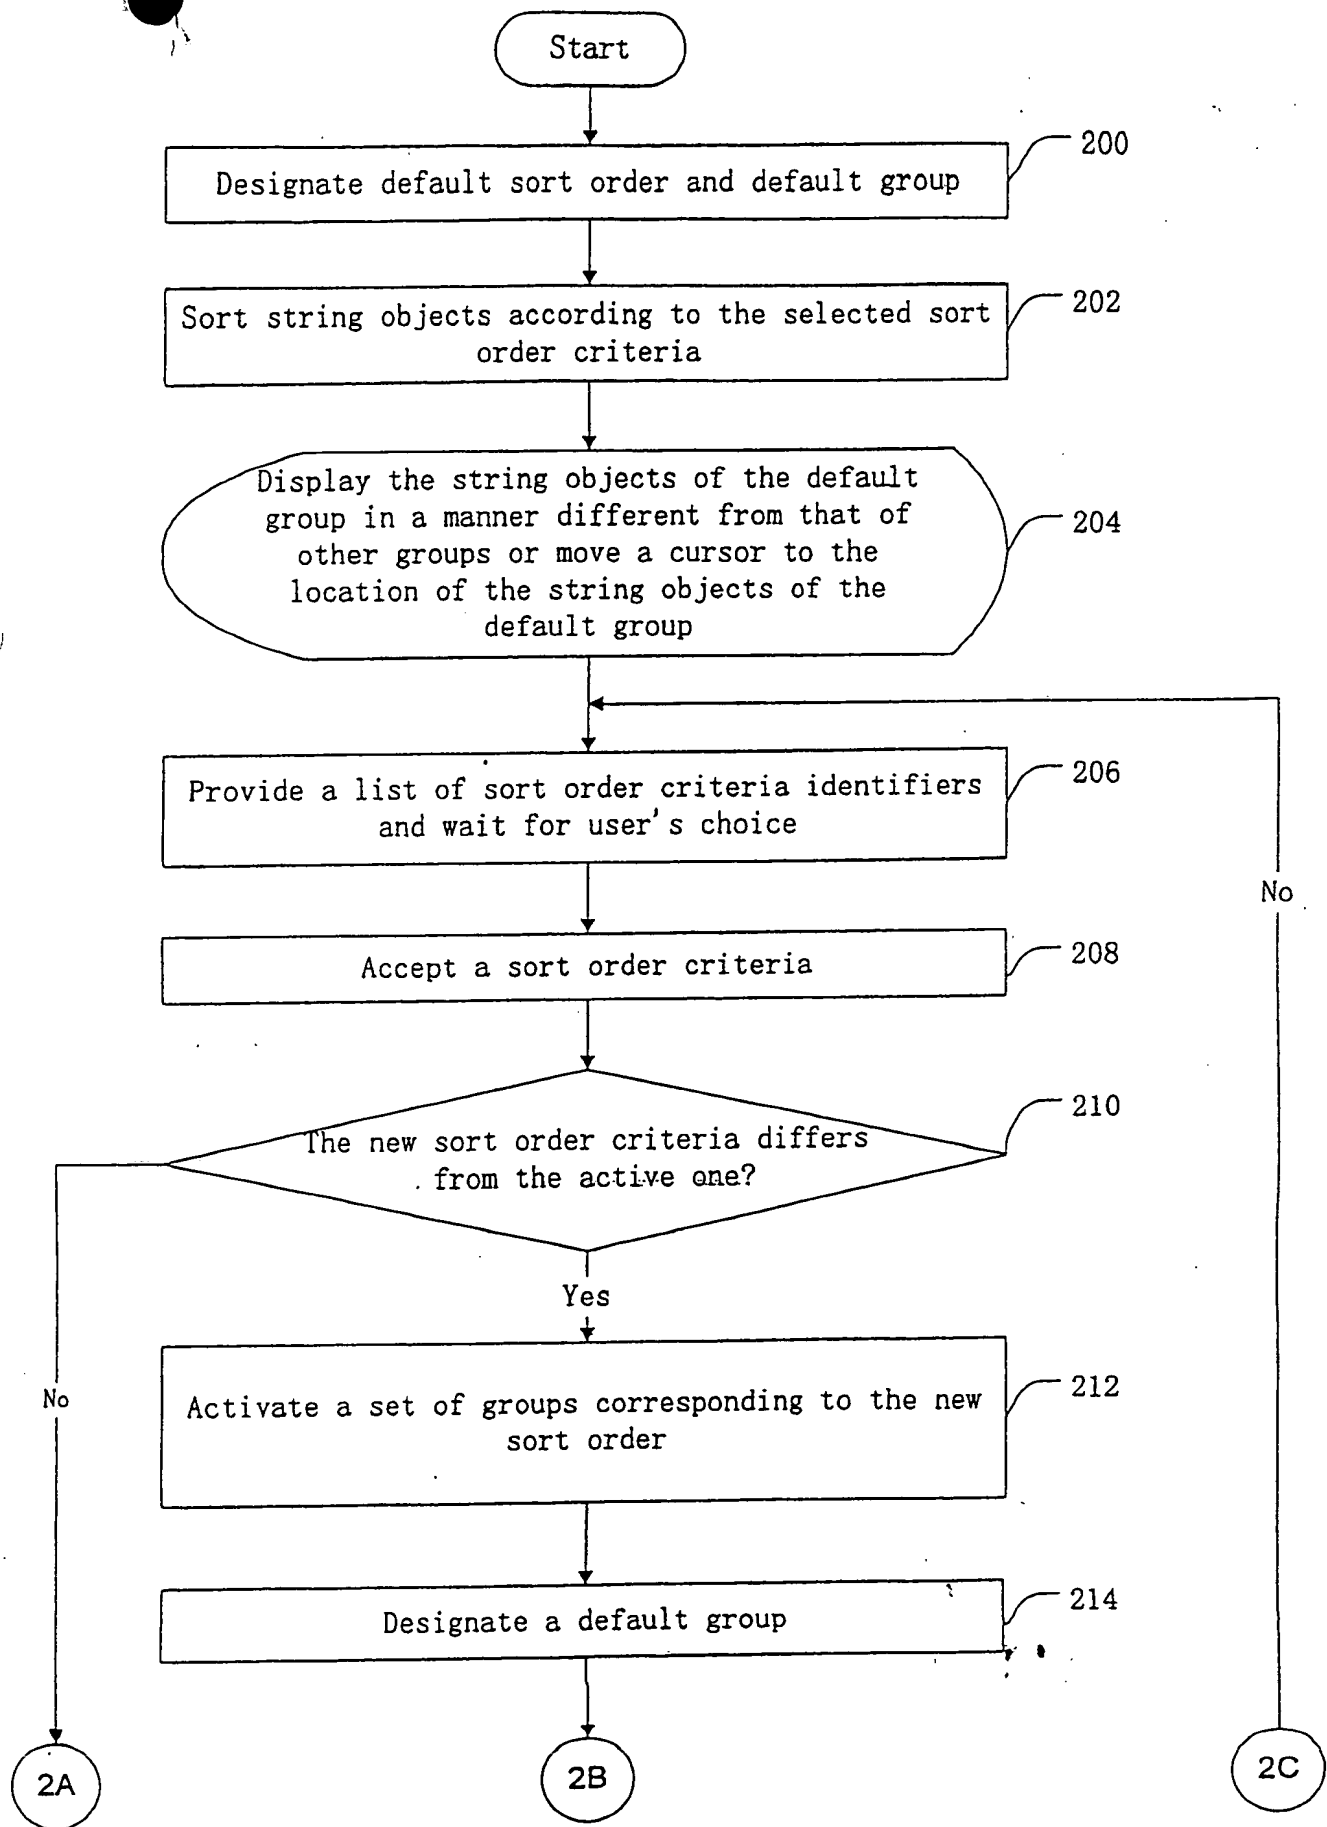 Start
200
Designate default sort order and default group
202
Sort string objects according to the selected sort
order criteria
Display the string objects of the default
group in a manner different from that of
other groups or move a cursor to the
location of the string objects of the
default group
204
206
Provide a list of sort order criteria identifiers
and wait for user's choice
No
208
Accept a sort order criteria
210
The new sort order criteria differs
from the active one?
Yes
No
212
Activate a set of groups corresponding to the new
sort order
214
Designate a default group
2A
2B
2C